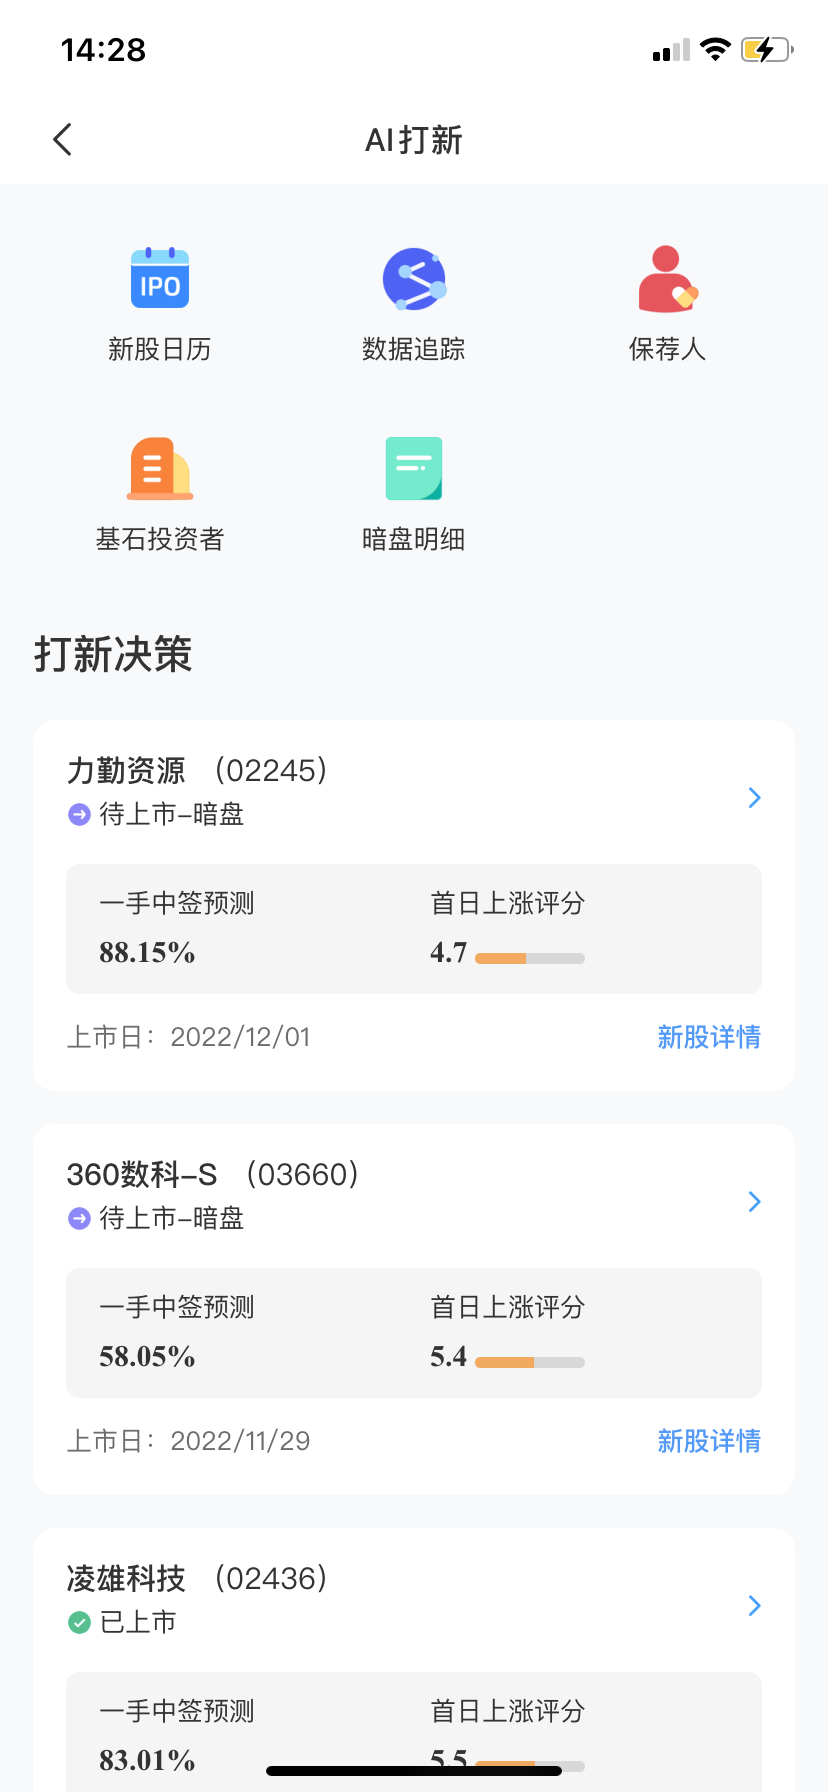 14:28
AI打新
IPO
新股日历
数据追踪
保荐人
基石投资者
暗盘明细
打新决策
力勤资源 （02245）
待上市-暗盘
一手中签预测 首日上涨评分
88.15% 4.7
上市日：2022/12/01 新股详情
360数科-S （03660）
待上市-暗盘
一手中签预测 首日上涨评分
58.05% 5.4
上市日：2022/11/29 新股详情
凌雄科技 （02436）
已上市
一手中签预测 首日上涨评分
83.01% 5.5